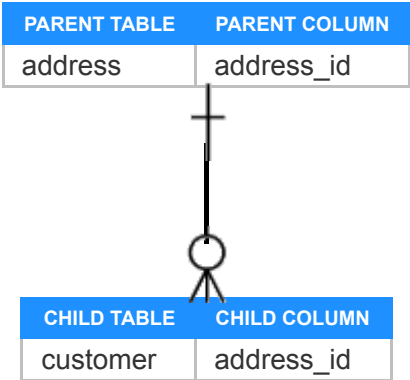 PARENT TABLE PARENT COLUMN
address address_id
CHILD TABLE CHILD COLUMN
customer address_id